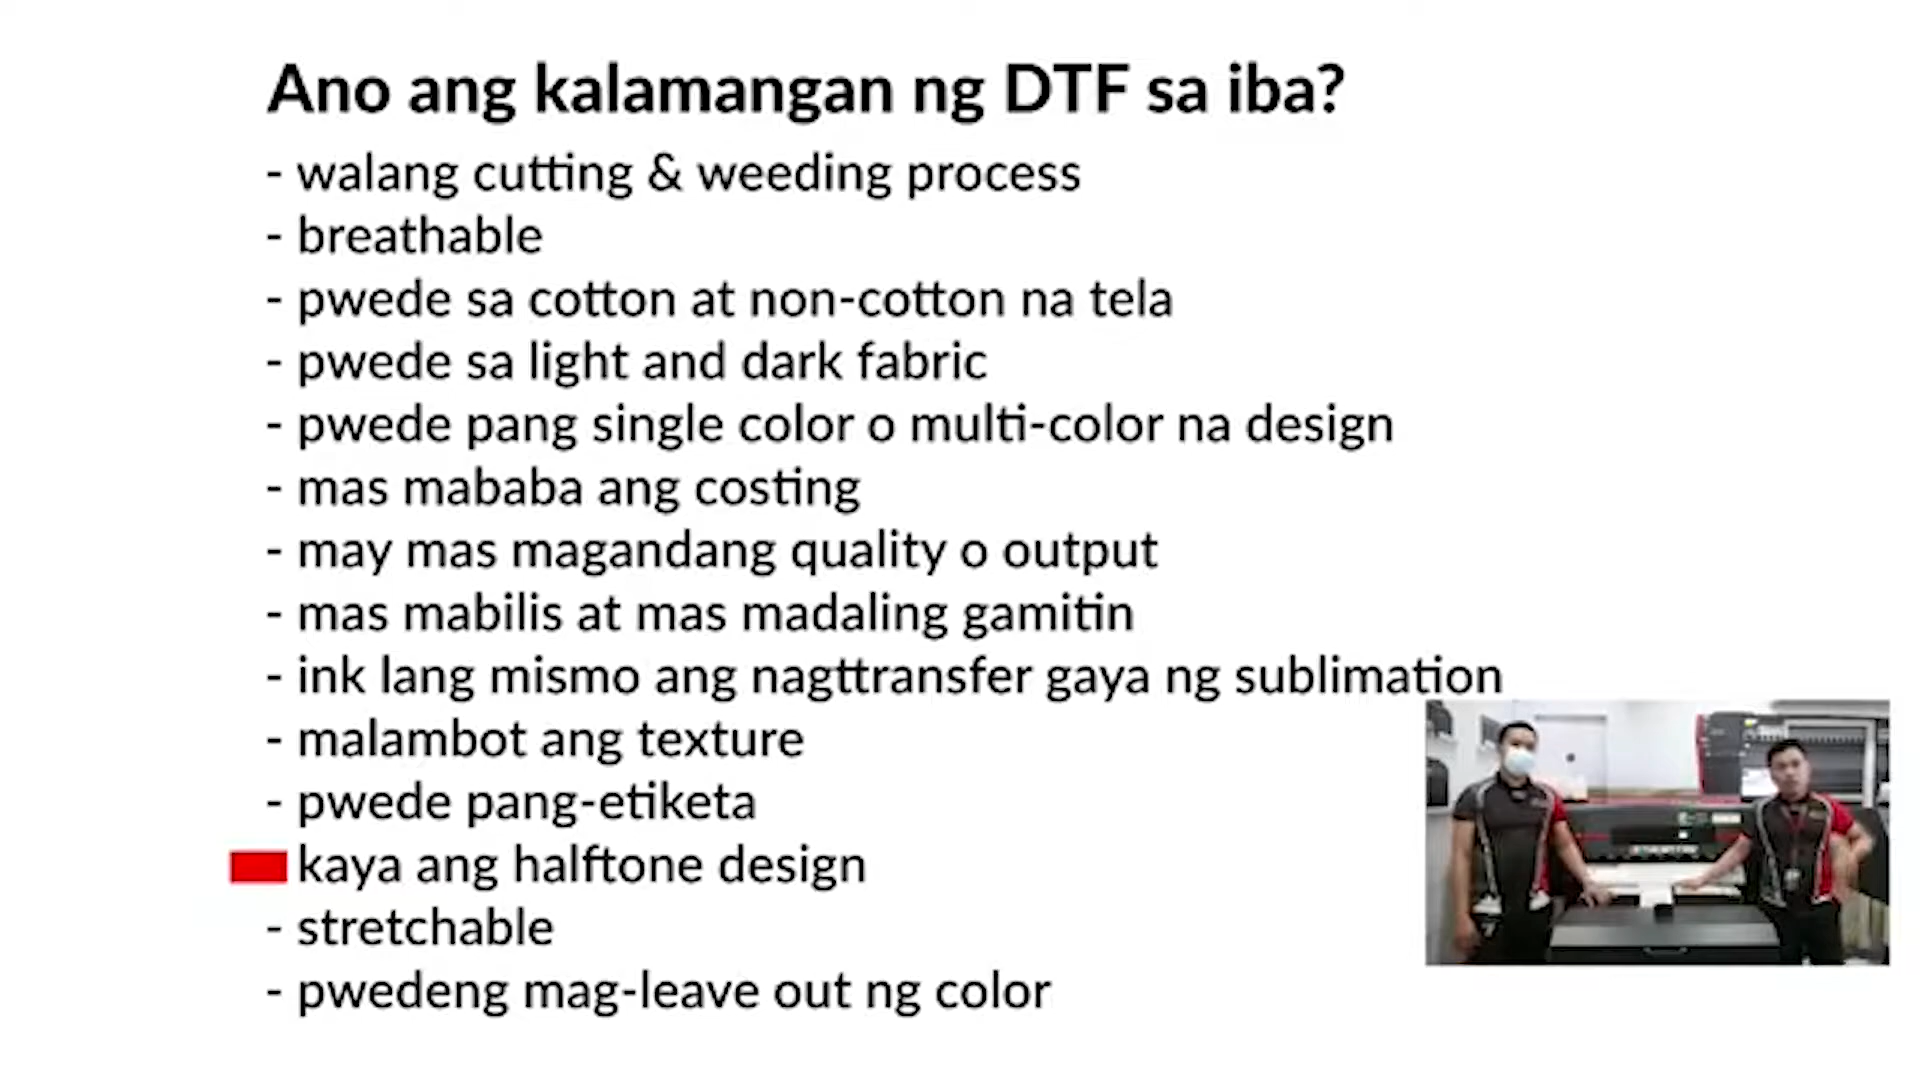 Ano ang kalamangan ng DTF sa iba?
- walang cutting & weeding process
- breathable
- pwede sa cotton at non-cotton na tela
- pwede sa light and dark fabric
- pwede pang single color o multi-color na design
- mas mababa ang costing
- may mas magandang quality o output
- mas mabilis at mas madaling gamitin
- ink lang mismo ang nagttransfer gaya ng sublimation
- malambot ang texture
- pwede pang-etiketa
kaya ang halftone design
- stretchable
- pwedeng mag-leave out ng color